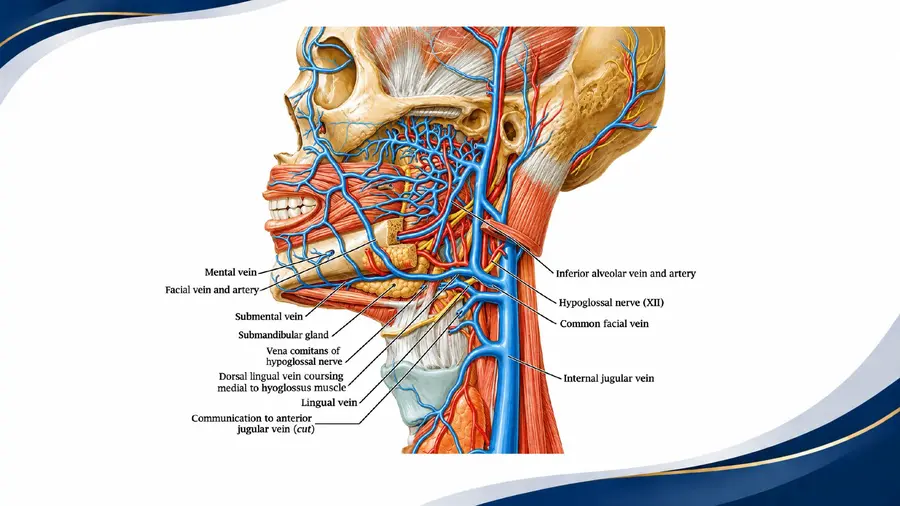 Mental vein
Facial vein and artery
Submental vein
Submandibular gland
Vena comitans of
hypoglossal nerve
Dorsal lingual vein coursing
medial to hyoglossus muscle
Lingual vein
Communication to anterior
jugular vein (cut)
Inferior alveolar vein and artery
Hypoglossal nerve (XII)
Common facial vein
Internal jugular vein